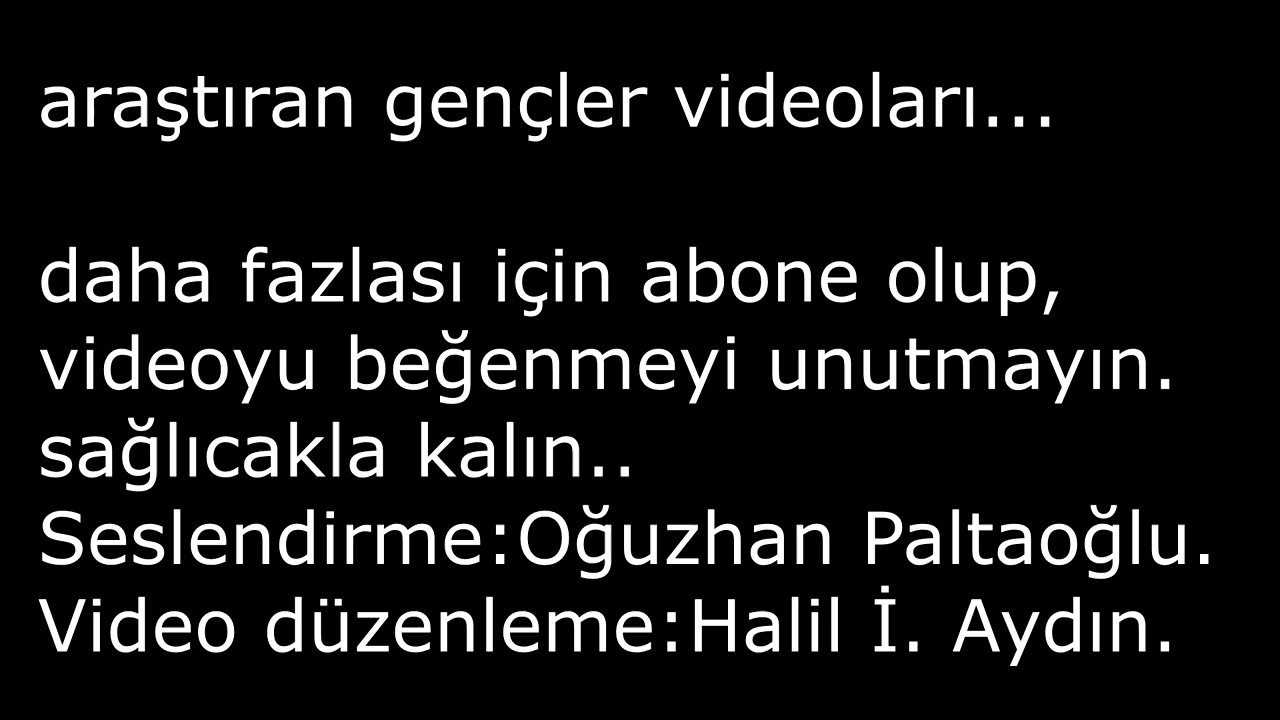 araştıran gençler videoları...
daha fazlası için abone olup,
videoyu beğenmeyi unutmayın.
sağlıcakla kalın..
Seslendirme:Oğuzhan Paltaoğlu.
Video düzenleme:Halil İ. Aydın.